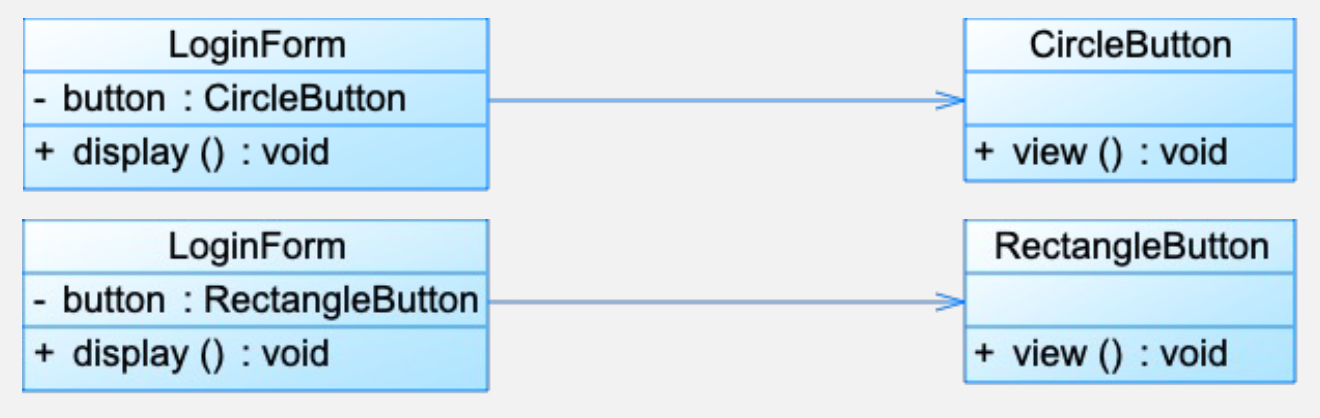 LoginForm
- button : CircleButton
+ display () : void
CircleButton
+ view () : void
LoginForm
- button : RectangleButton
+ display () : void
RectangleButton
+ view () : void